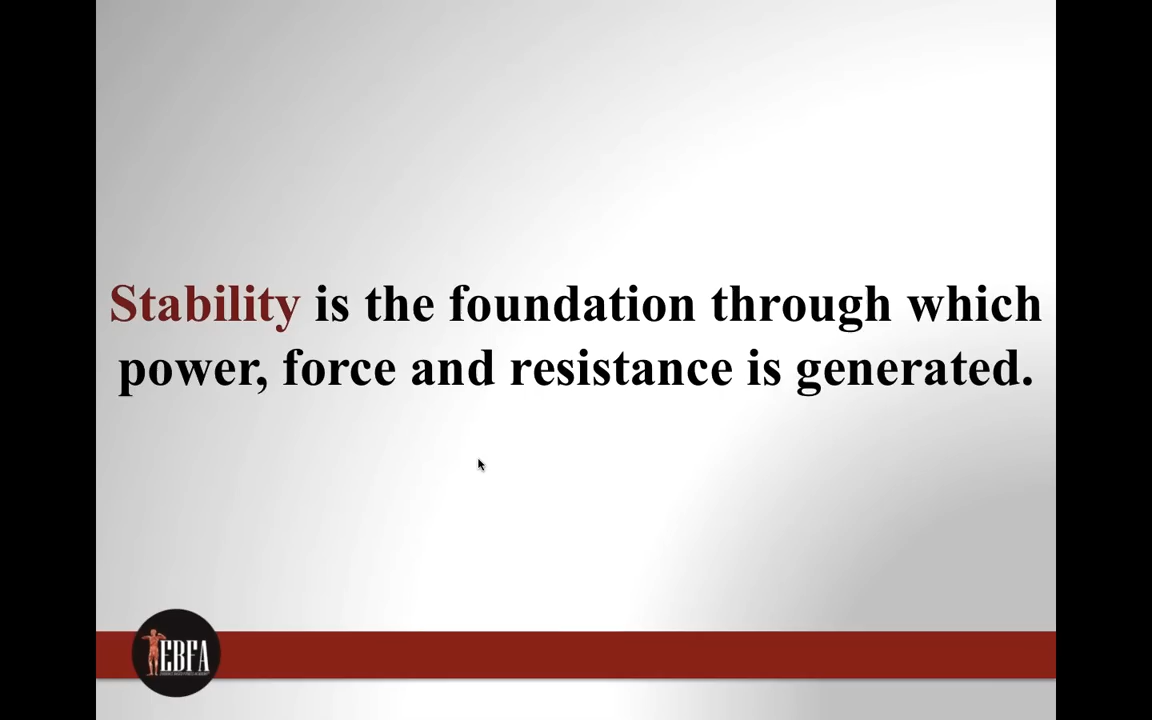 Stability is the foundation through which
power, force and resistance is generated.
EBFA